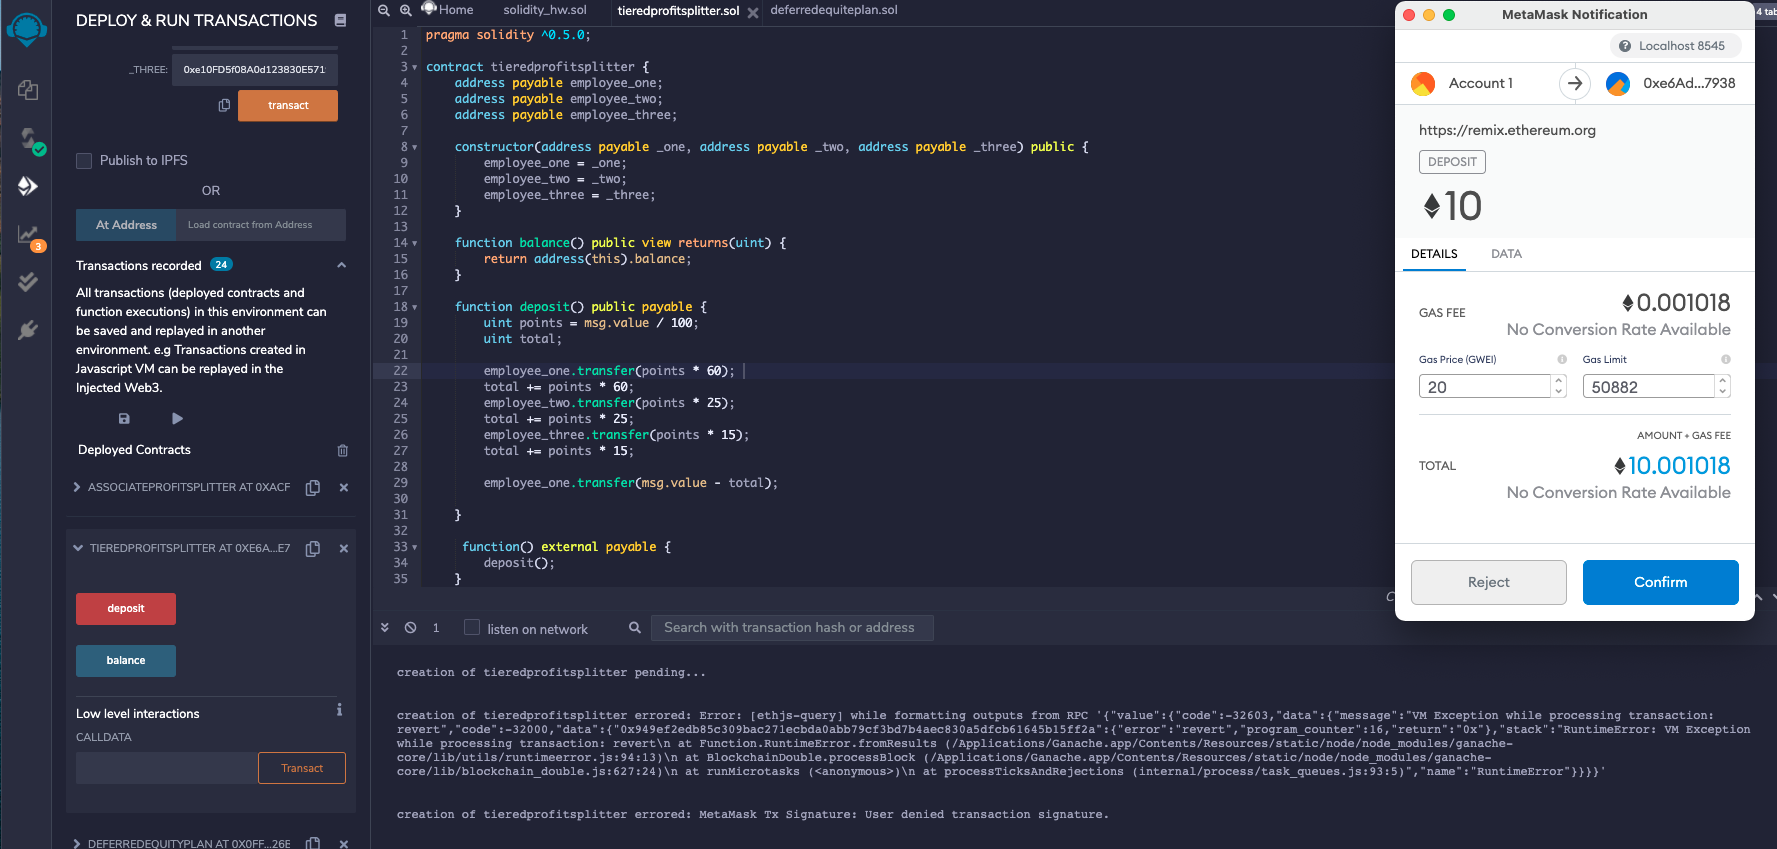 DEPLOY & RUN TRANSACTIONS
_THREE:
0xe10FD5f08A0d123830E571
transact
Publish to IPFS
OR
At Address
Load contract from Address
Transactions recorded 24
All transactions (deployed contracts and
function executions) in this environment can
be saved and replayed in another
environment. e.g Transactions created in
Javascript VM can be replayed in the
Injected Web3.
Deployed Contracts
ASSOCIATEPROFITSPLITTER AT 0XACF
TIEREDPROFITSPLITTER AT 0XE6A...E7
deposit
balance
Low level interactions
CALLDATA
Transact
DEFERREDEQUITYPLAN AT 0X0FF...26E
3
Home
solidity_hw.sol
tieredprofitsplitter.sol
deferredequiteplan.sol
4 tab
1 pragma solidity ^0.5.0;
2
3 contract tieredprofitsplitter {
4 address payable employee_one;
5 address payable employee_two;
6 address payable employee_three;
7
8 constructor(address payable _one, address payable _two, address payable _three) public {
9 employee_one = _one;
10 employee_two = _two;
11 employee_three = _three;
12 }
13
14 function balance() public view returns(uint) {
15 return address(this).balance;
16 }
17
18 function deposit() public payable {
19 uint points = msg.value / 100;
20 uint total;
21
22 employee_one.transfer(points * 60);
23 total += points * 60;
24 employee_two.transfer(points * 25);
25 total += points * 25;
26 employee_three.transfer(points * 15);
27 total += points * 15;
28
29 employee_one.transfer(msg.value - total);
30
31 }
32
33 function() external payable {
34 deposit();
35 }
1
listen on network
Search with transaction hash or address
creation of tieredprofitsplitter pending...
creation of tieredprofitsplitter errored: Error: [ethjs-query] while formatting outputs from RPC '{"value":{"code":-32603,"data":{"message":"VM Exception while processing transaction:
revert","code":-32000,"data":{"0x949ef2edb85c309bac271ecbda0abb79cf3bd7b4aec830a5dfcb61645b15ff2a":{"error":"revert","program_counter":16,"return":"0x"},"stack":"RuntimeError: VM Exception
while processing transaction: revert\n at Function.RuntimeError.fromResults (/Applications/Ganache.app/Contents/Resources/static/node/node_modules/ganache-
core/lib/utils/runtimeerror.js:94:13)\n at BlockchainDouble.processBlock (/Applications/Ganache.app/Contents/Resources/static/node/node_modules/ganache-
core/lib/blockchain_double.js:627:24)\n at runMicrotasks (<anonymous>)\n at processTicksAndRejections (internal/process/task_queues.js:93:5)","name":"RuntimeError"}}}}'
creation of tieredprofitsplitter errored: MetaMask Tx Signature: User denied transaction signature.
MetaMask Notification
Localhost 8545
Account 1
0xe6Ad...7938
https://remix.ethereum.org
DEPOSIT
10
DETAILS
DATA
GAS FEE
0.001018
No Conversion Rate Available
Gas Price (GWEI)
Gas Limit
20
50882
AMOUNT + GAS FEE
TOTAL
10.001018
No Conversion Rate Available
Reject
Confirm